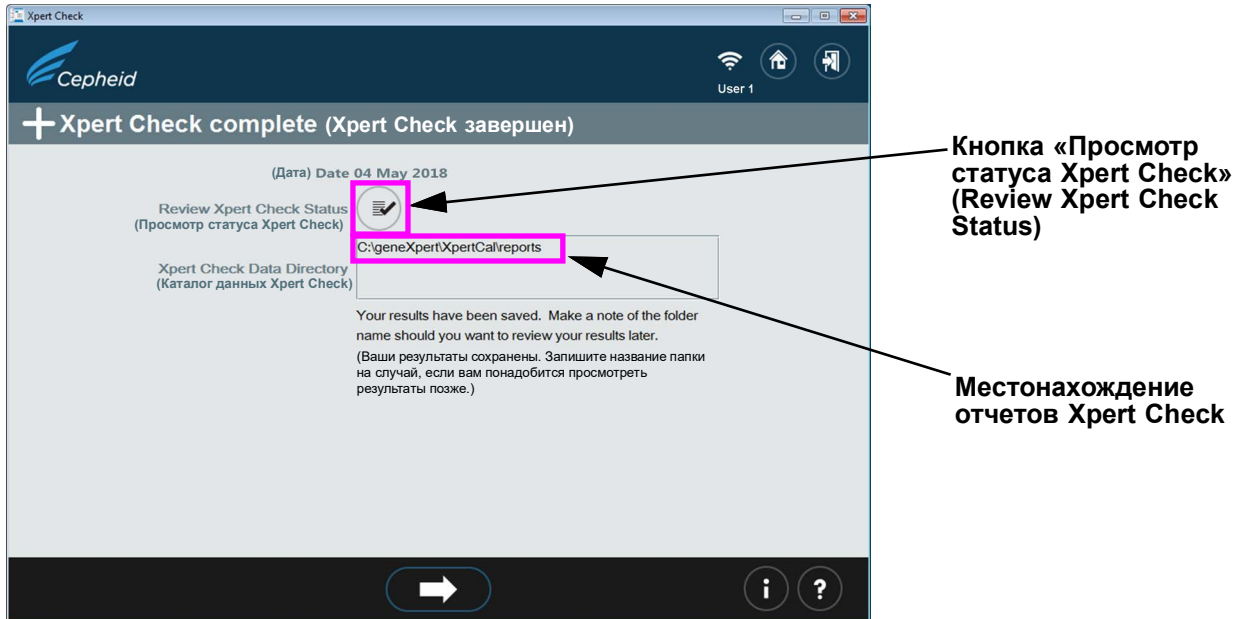 Xpert Check
Cepheid
User 1
Xpert Check complete (Xpert Check завершен)
(Дата) Date 04 May 2018
Review Xpert Check Status
(Просмотр статуса Xpert Check)
C:\geneXpert\XpertCal\reports
Xpert Check Data Directory
(Каталог данных Xpert Check)
Your results have been saved. Make a note of the folder
name should you want to review your results later.
(Ваши результаты сохранены. Запишите название папки
на случай, если вам понадобится просмотреть
результаты позже.)
i ?
Кнопка «Просмотр
статуса Xpert Check»
(Review Xpert Check
Status)
Местонахождение
отчетов Xpert Check